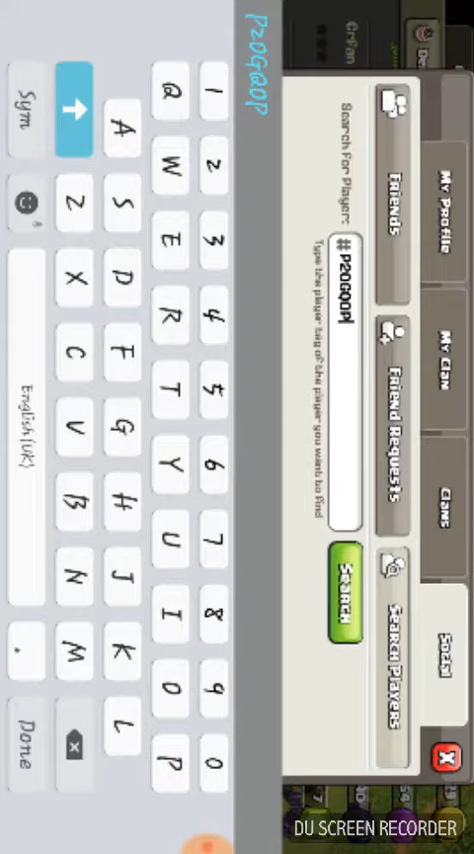 My Profile
My Clan
Clans
Social
X
Friends
Friend Requests
Search Players
Search for Player:
#P20GQ0P
Search
Type the player tag of the player you want to find
P20GQ0P
1 2 3 4 5 6 7 8 9 0
Q W E R T Y U I O P
A S D F G H J K L
Z X C V B N M
Sym
English(UK)
.
Done
DU SCREEN RECORDER